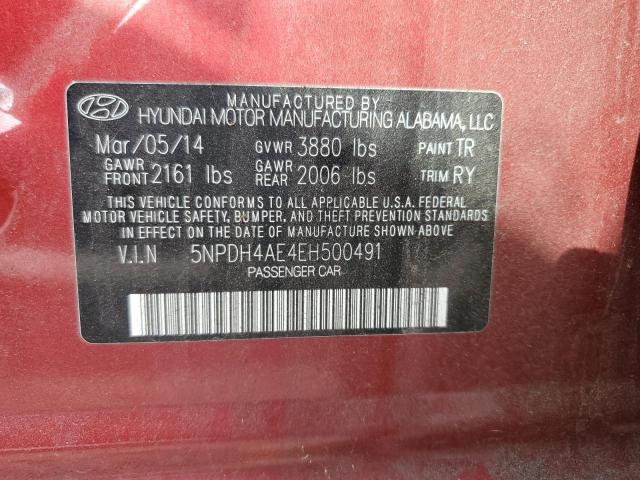 MANUFACTURED BY
HYUNDAI MOTOR MANUFACTURING ALABAMA, LLC
Mar/05/14 GVWR 3880 lbs PAINT TR
GAWR FRONT 2161 lbs GAWR REAR 2006 lbs TRIM RY
THIS VEHICLE CONFORMS TO ALL APPLICABLE U.S.A. FEDERAL
MOTOR VEHICLE SAFETY, BUMPER, AND THEFT PREVENTION STANDARDS
IN EFFECT ON THE DATE OF MANUFACTURE SHOWN ABOVE.
V.I.N 5NPDH4AE4EH500491
PASSENGER CAR